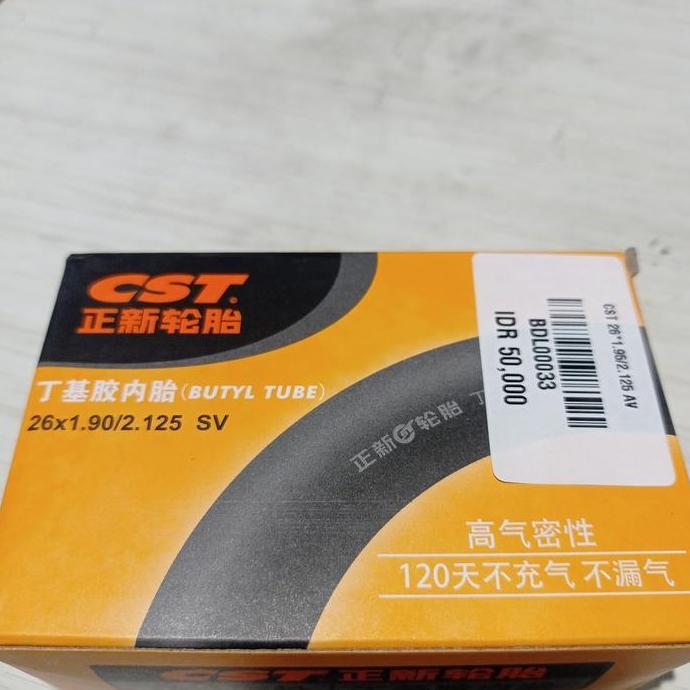 CST.
正新轮胎
丁基胶内胎(BUTYL TUBE)
26x1.90/2.125 SV
正新 轮胎 丁
CST 26*1.95/2.125 AV
BDL00033
IDR 50,000
高气密性
120天不充气 不漏气
CST 正新轮胎